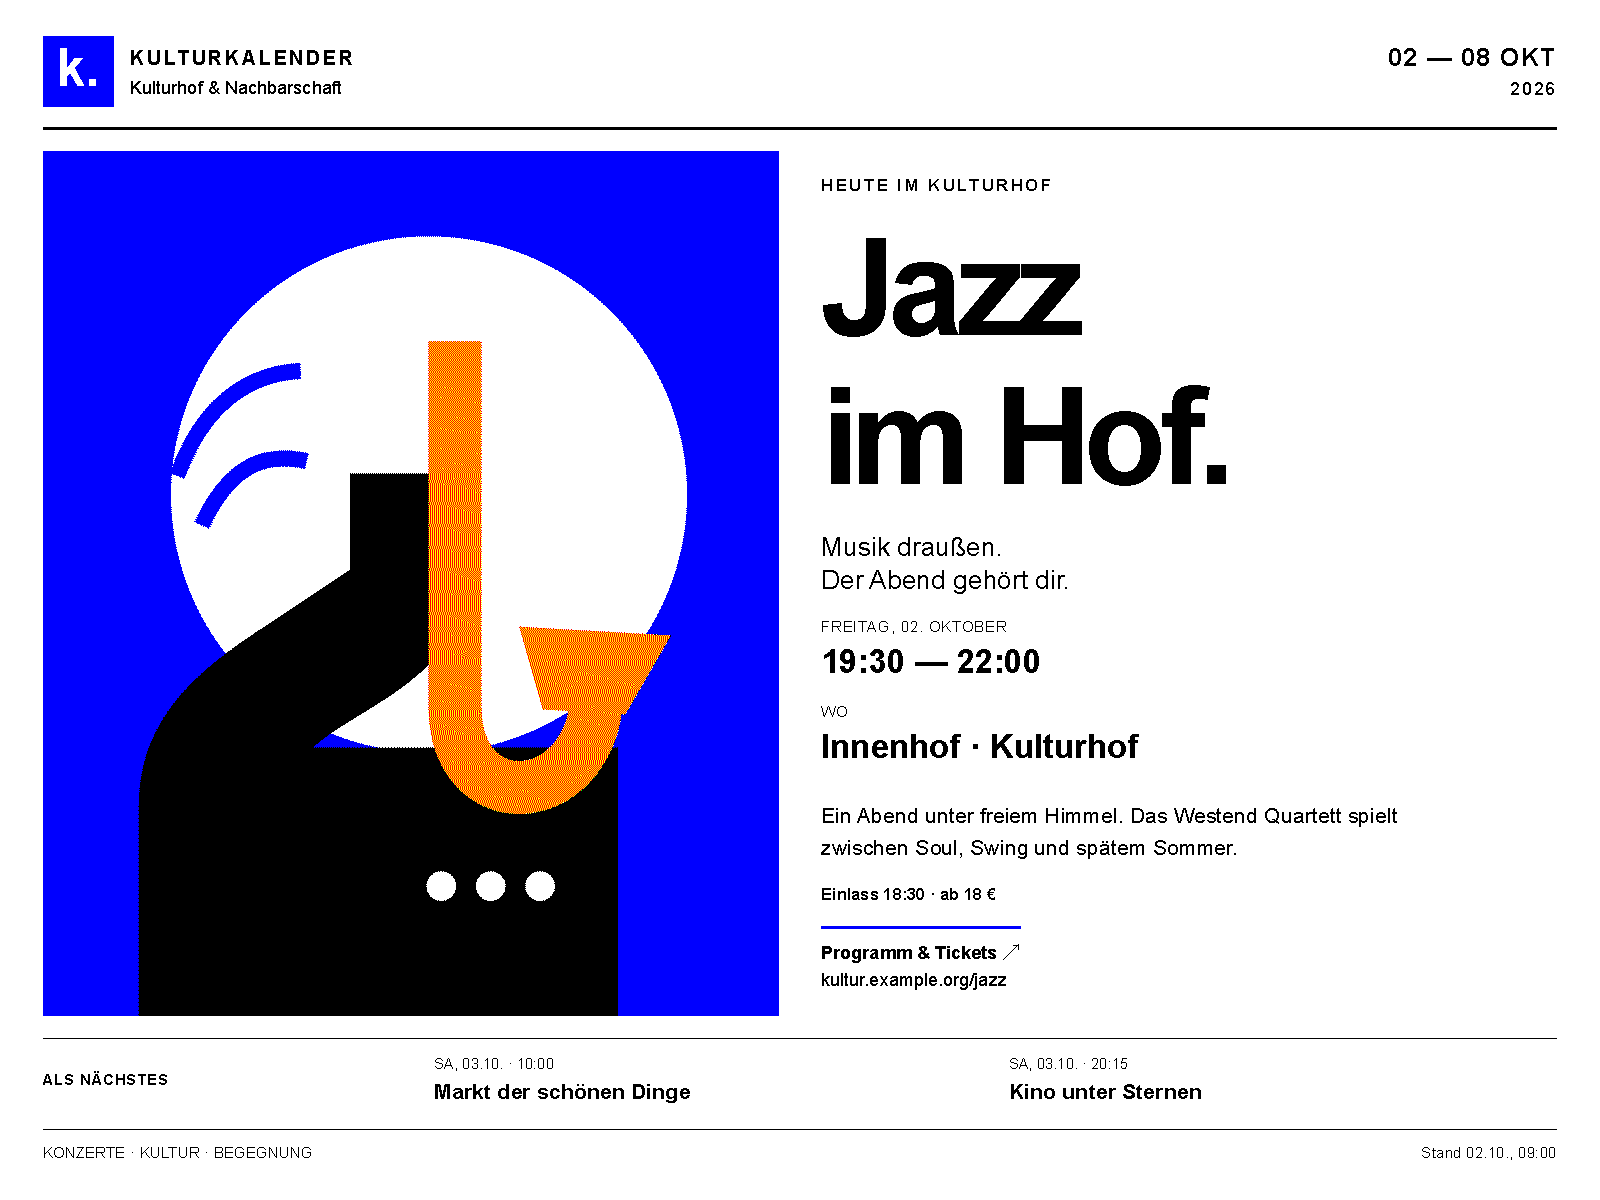 k.
KULTURKALENDER
Kulturhof & Nachbarschaft
02 — 08 OKT
2026
HEUTE IM KULTURHOF
Jazz
im Hof.
Musik draußen.
Der Abend gehört dir.
FREITAG, 02. OKTOBER
19:30 — 22:00
WO
Innenhof · Kulturhof
Ein Abend unter freiem Himmel. Das Westend Quartett spielt
zwischen Soul, Swing und spätem Sommer.
Einlass 18:30 · ab 18 €
Programm & Tickets ↗
kultur.example.org/jazz
ALS NÄCHSTES
SA, 03.10. · 10:00
Markt der schönen Dinge
SA, 03.10. · 20:15
Kino unter Sternen
KONZERTE · KULTUR · BEGEGNUNG
Stand 02.10., 09:00